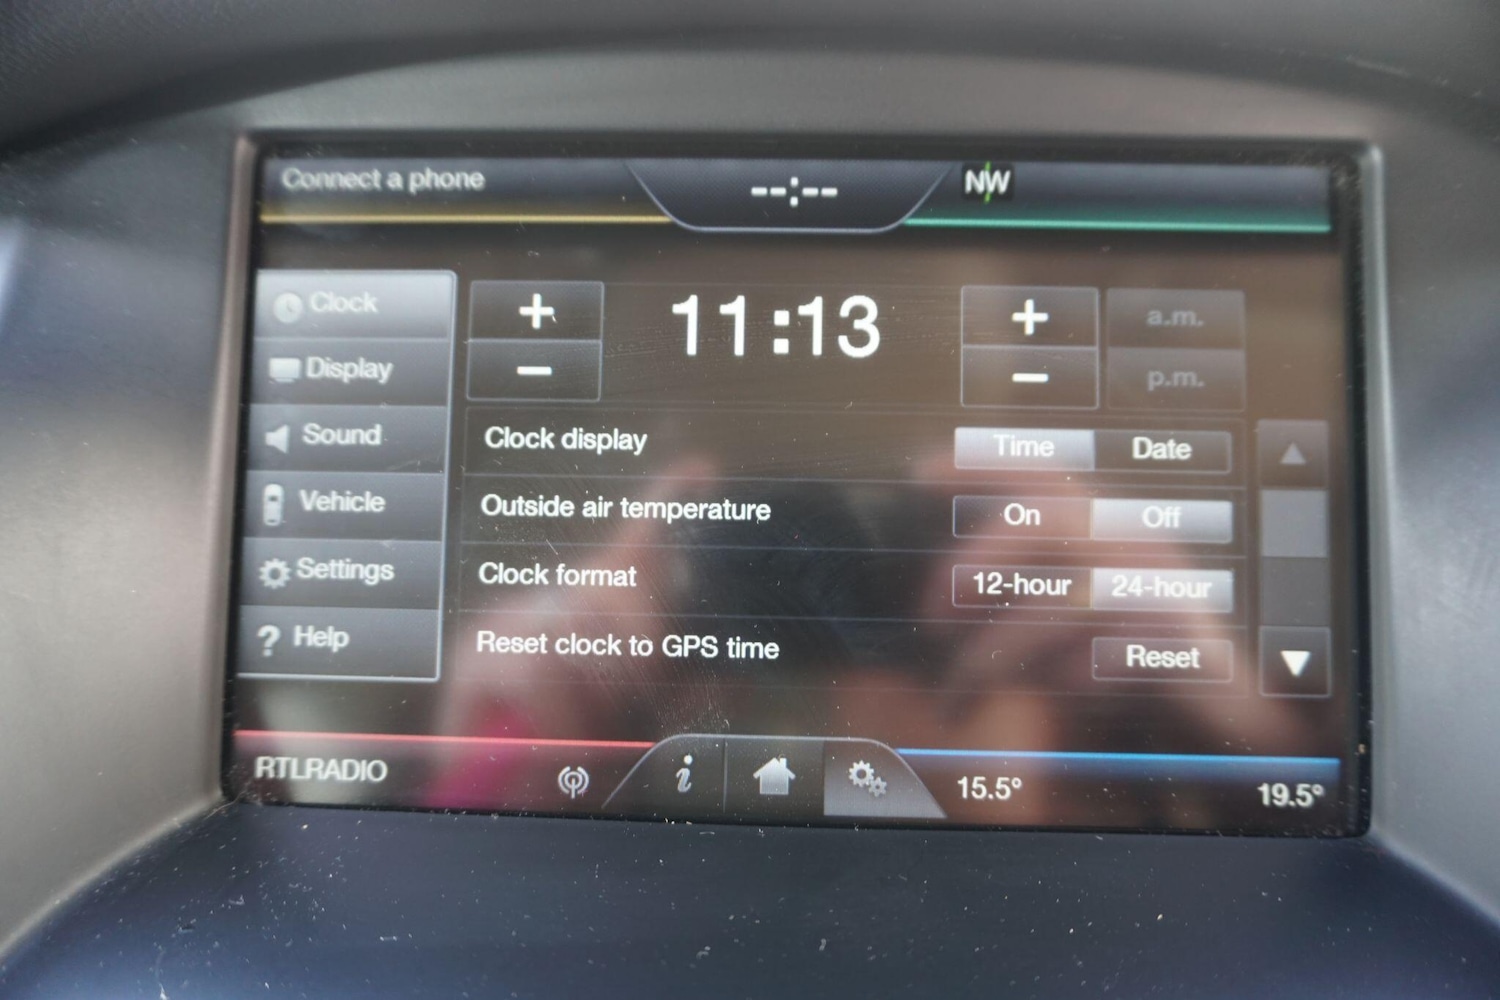 Connect a phone
--:--
NW
Clock
+
11:13
+
a.m.
Display
−
−
p.m.
Sound
Clock display
Time
Date
Vehicle
Outside air temperature
On
Off
Settings
Clock format
12-hour
24-hour
? Help
Reset clock to GPS time
Reset
RTLRADIO
i
15.5°
19.5°